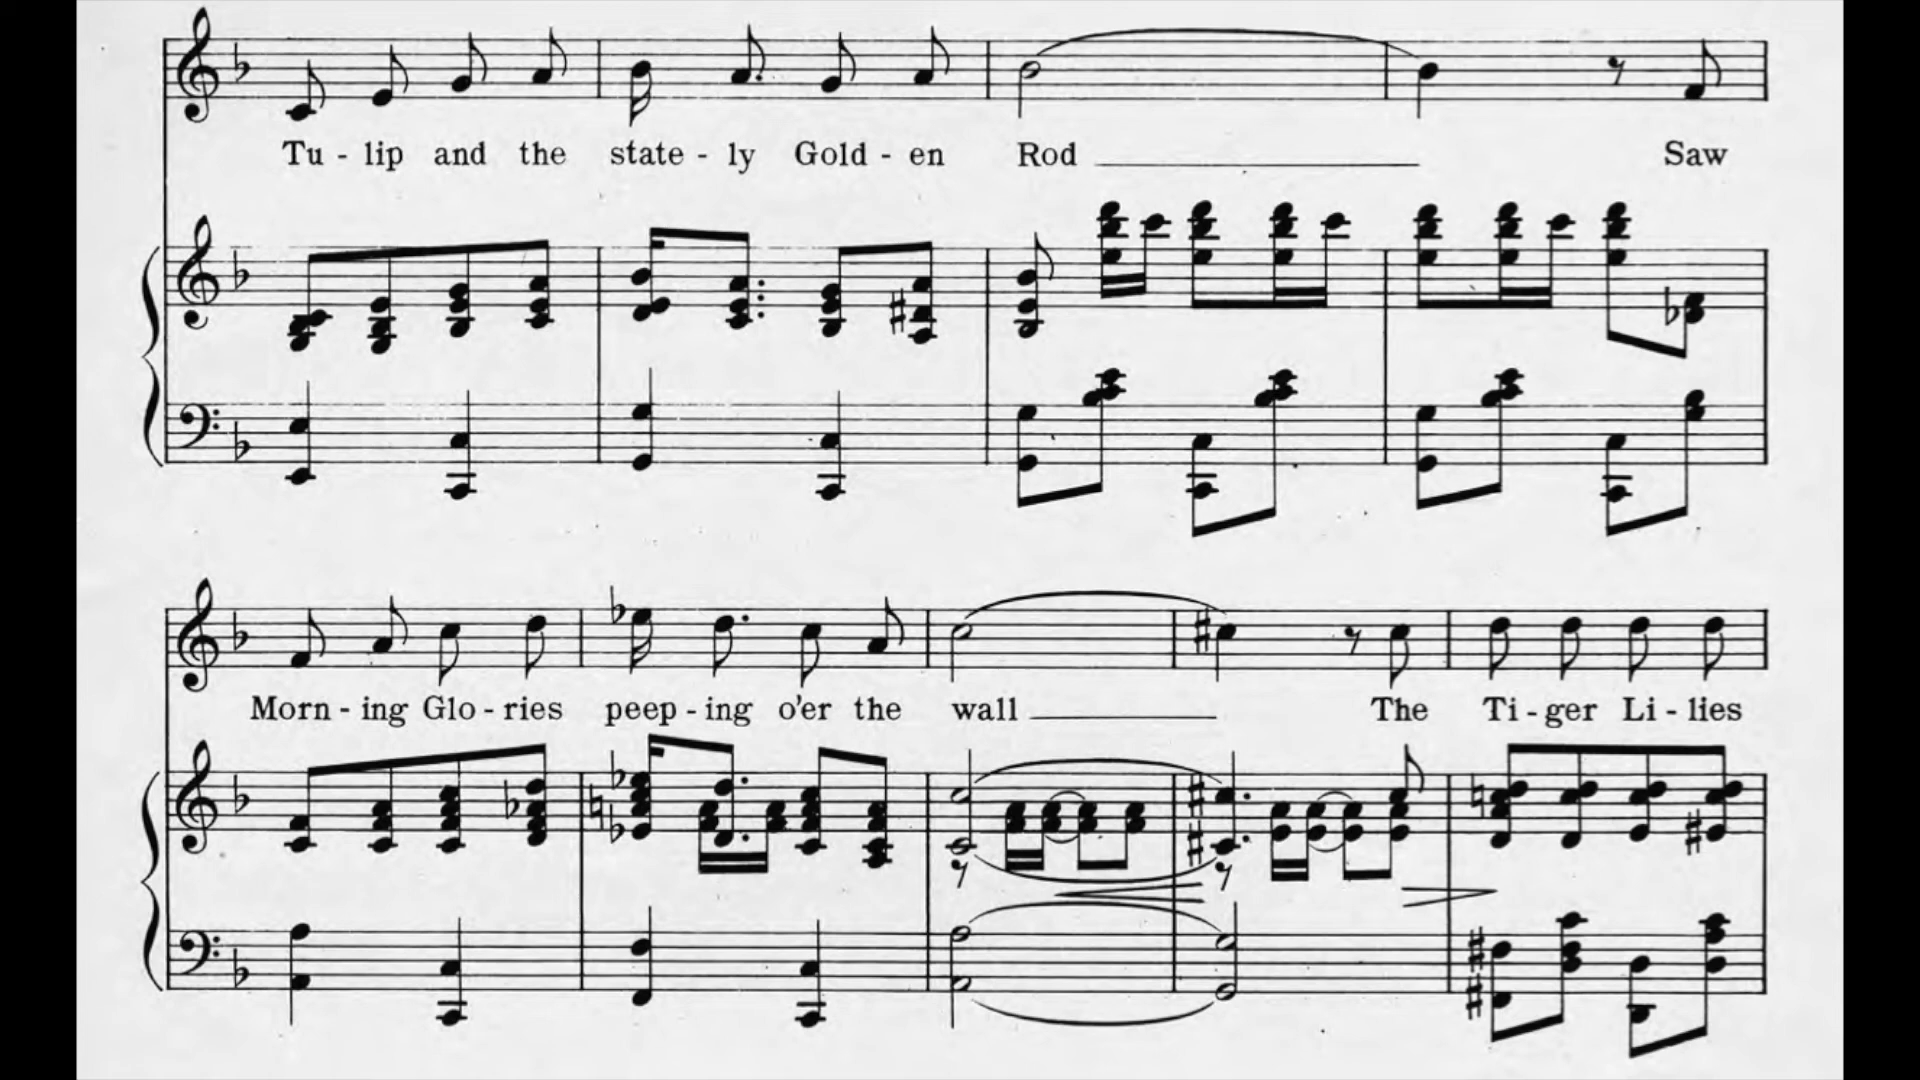 Tu - lip and the state - ly Gold - en Rod Saw
Morn - ing Glo - ries peep - ing o'er the wall The Ti - ger Li - lies